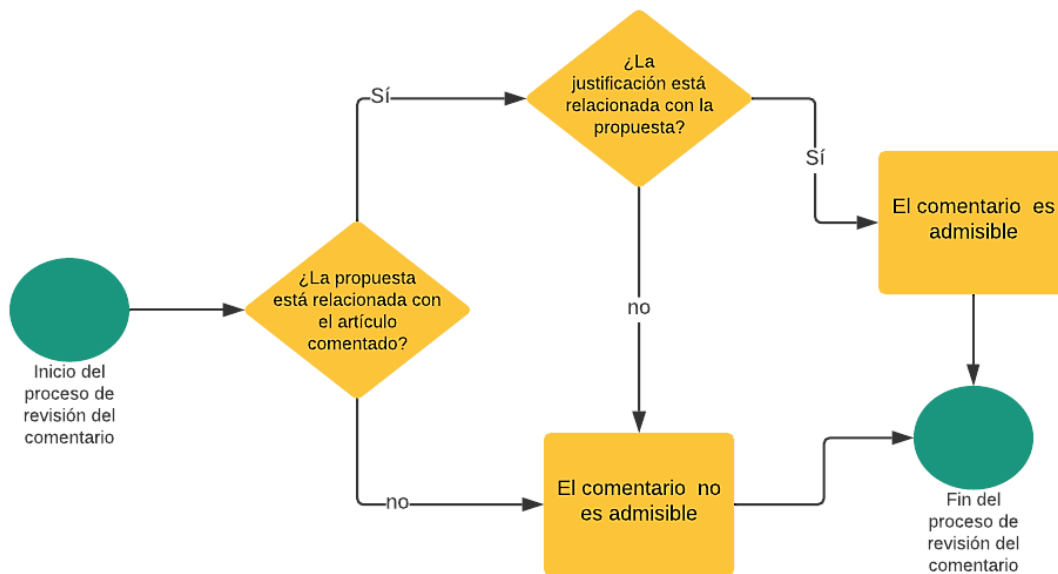 Inicio del
proceso de
revisión del
comentario
¿La propuesta
está relacionada con
el artículo
comentado?
Sí
¿La
justificación está
relacionada con la
propuesta?
Sí
El comentario es
admisible
no
no
El comentario no
es admisible
Fin del
proceso de
revisión del
comentario